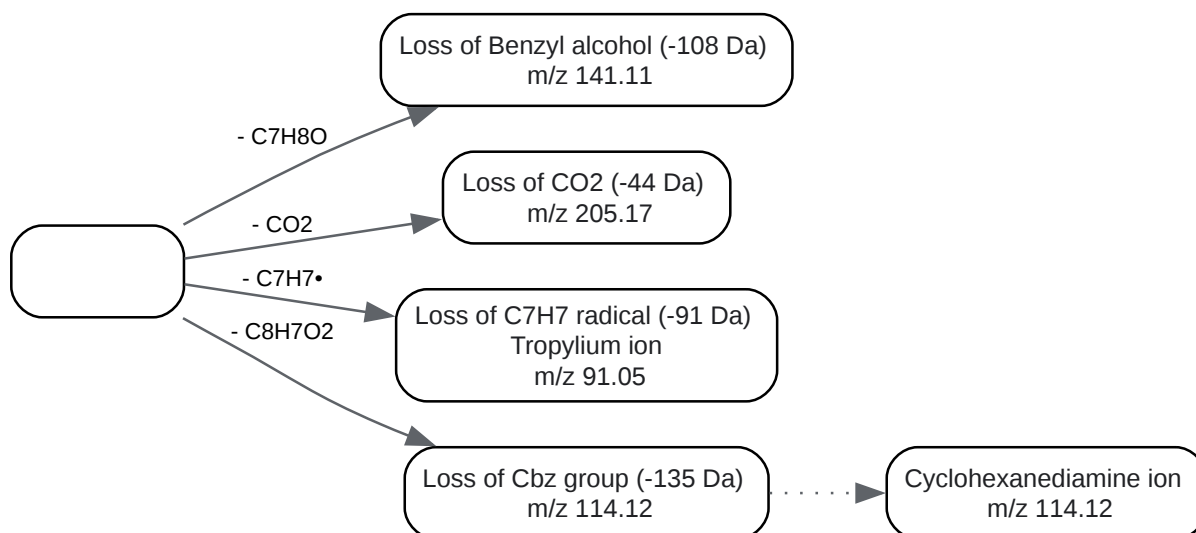 Loss of Benzyl alcohol (-108 Da)
m/z 141.11
- C7H8O
Loss of CO2 (-44 Da)
m/z 205.17
- CO2
- C7H7•
Loss of C7H7 radical (-91 Da)
Tropylium ion
m/z 91.05
- C8H7O2
Loss of Cbz group (-135 Da)
m/z 114.12
Cyclohexanediamine ion
m/z 114.12